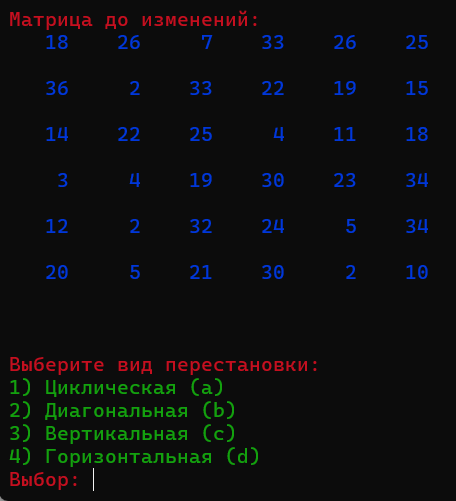 Матрица до изменений:
18 26 7 33 26 25
36 2 33 22 19 15
14 22 25 4 11 18
3 4 19 30 23 34
12 2 32 24 5 34
20 5 21 30 2 10
Выберите вид перестановки:
1) Циклическая (a)
2) Диагональная (b)
3) Вертикальная (c)
4) Горизонтальная (d)
Выбор: